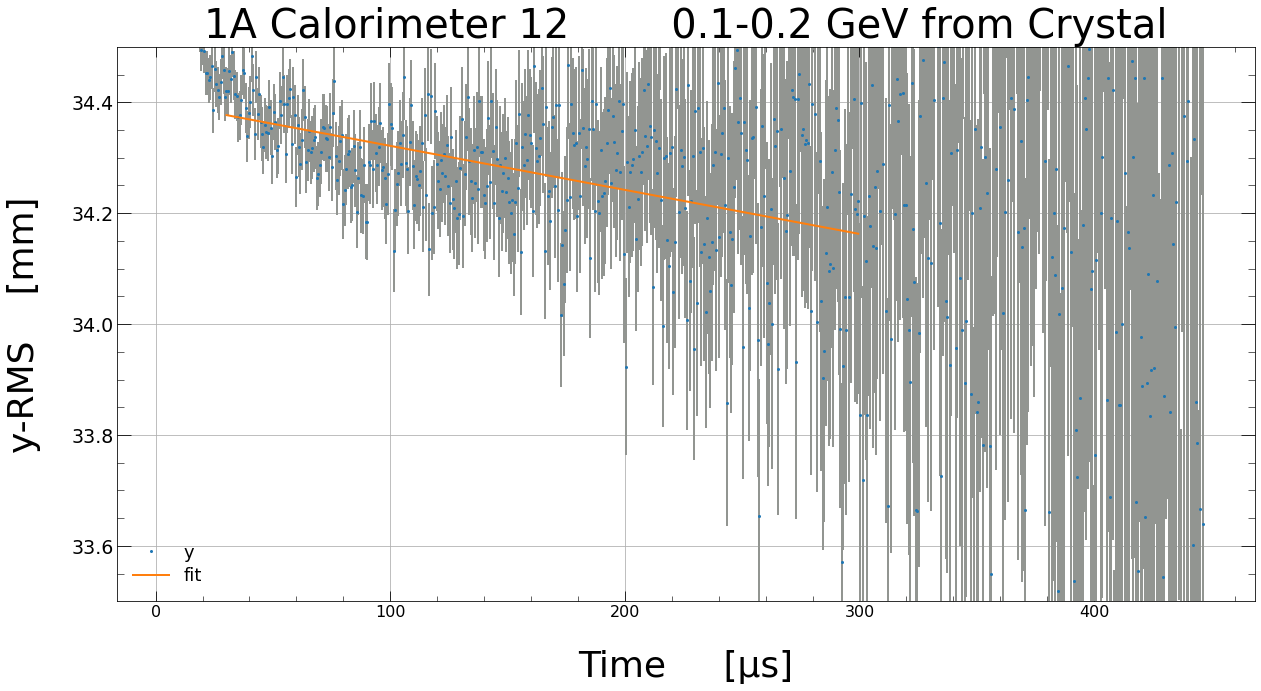 1A Calorimeter 12 0.1-0.2 GeV from Crystal
y-RMS [mm]
34.4
34.2
34.0
33.8
33.6
y
fit
0 100 200 300 400
Time [μs]